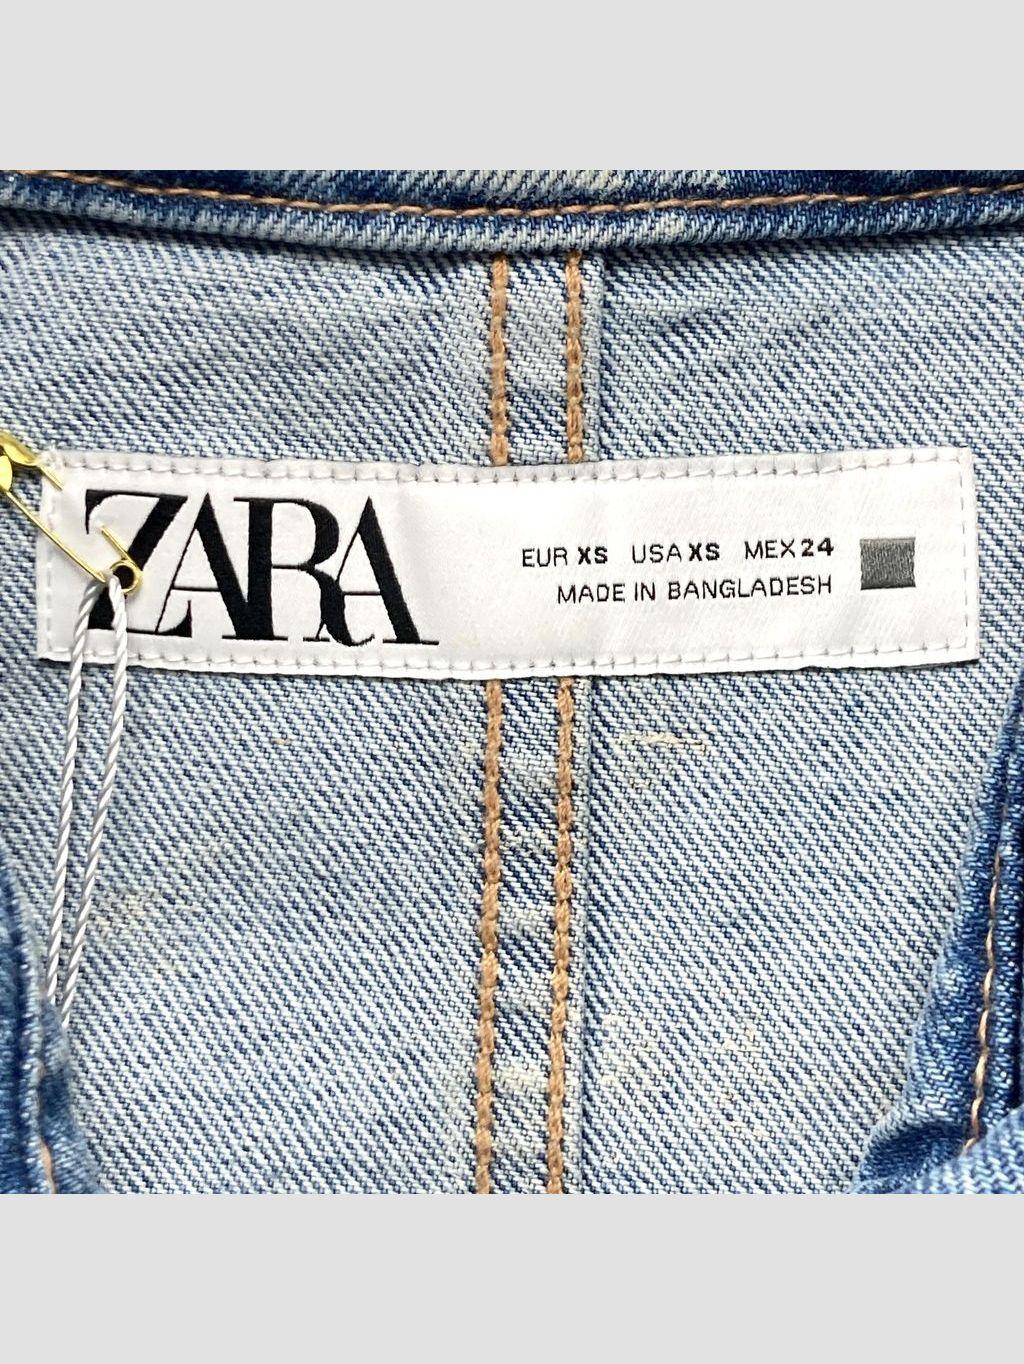 ZARA
EUR XS USA XS MEX 24
MADE IN BANGLADESH